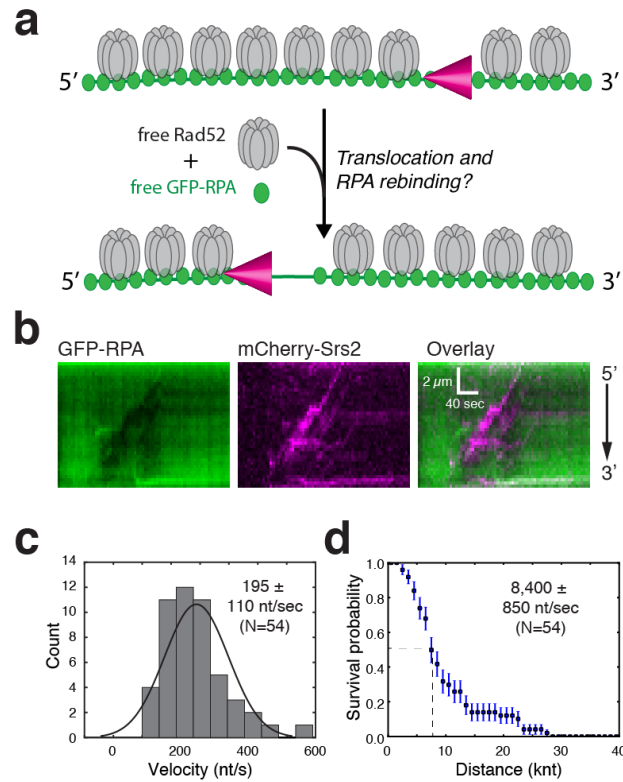 a
5′ 3′
free Rad52
+
free GFP-RPA
Translocation and
RPA rebinding?
5′ 3′
b
GFP-RPA mCherry-Srs2 Overlay
2 μm
40 sec
5′
3′
c
14
12
10
8
6
4
2
0
Count
195 ±
110 nt/sec
(N=54)
0 200 400 600
Velocity (nt/s)
d
1.0
0.8
0.6
0.4
0.2
0.0
Survival probability
8,400 ±
850 nt/sec
(N=54)
0 10 20 30 40
Distance (knt)